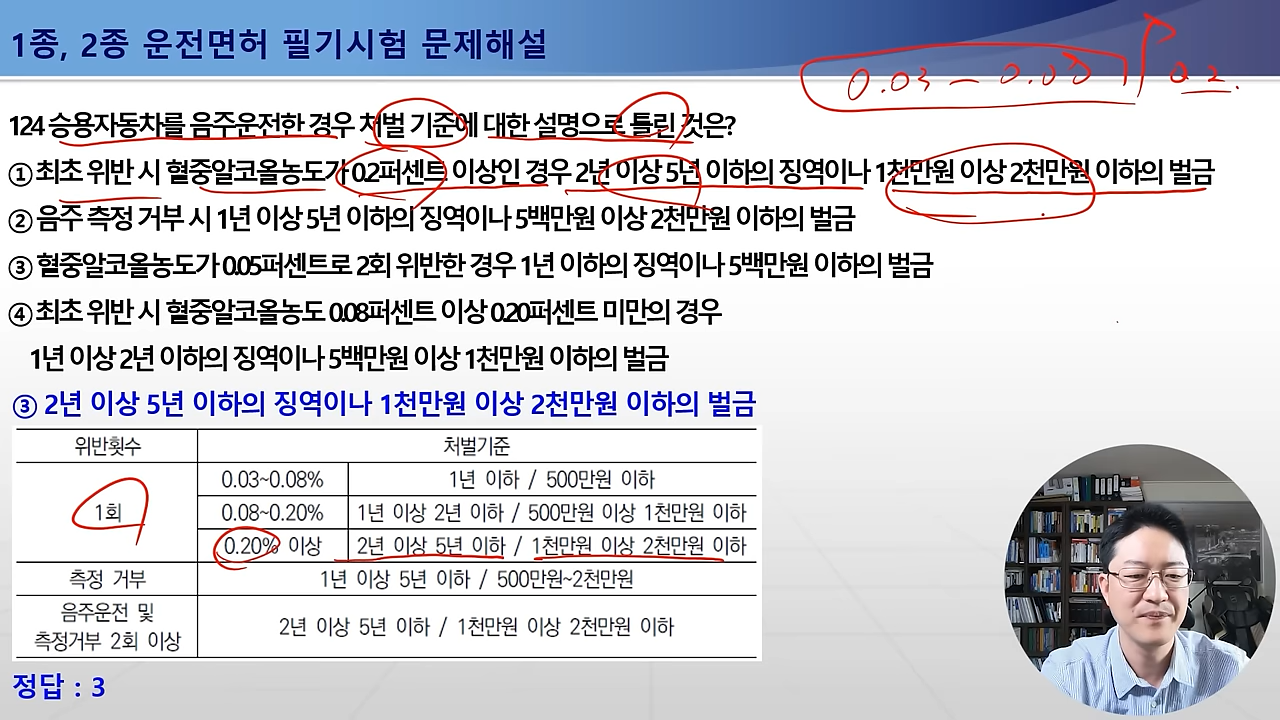 1종, 2종 운전면허 필기시험 문제해설
0.03 - 0.08 0.2.
124 승용자동차를 음주운전한 경우 처벌 기준에 대한 설명으로 틀린 것은?
① 최초 위반 시 혈중알코올농도가 0.2퍼센트 이상인 경우 2년 이상 5년 이하의 징역이나 1천만원 이상 2천만원 이하의 벌금
② 음주 측정 거부 시 1년 이상 5년 이하의 징역이나 5백만원 이상 2천만원 이하의 벌금
③ 혈중알코올농도가 0.05퍼센트로 2회 위반한 경우 1년 이하의 징역이나 5백만원 이하의 벌금
④ 최초 위반 시 혈중알코올농도 0.08퍼센트 이상 0.20퍼센트 미만의 경우
1년 이상 2년 이하의 징역이나 5백만원 이상 1천만원 이하의 벌금
③ 2년 이상 5년 이하의 징역이나 1천만원 이상 2천만원 이하의 벌금
위반횟수 처벌기준
0.03~0.08% 1년 이하 / 500만원 이하
1회 0.08~0.20% 1년 이상 2년 이하 / 500만원 이상 1천만원 이하
0.20% 이상 2년 이상 5년 이하 / 1천만원 이상 2천만원 이하
측정 거부 1년 이상 5년 이하 / 500만원~2천만원
음주운전 및
측정거부 2회 이상 2년 이상 5년 이하 / 1천만원 이상 2천만원 이하
정답 : 3